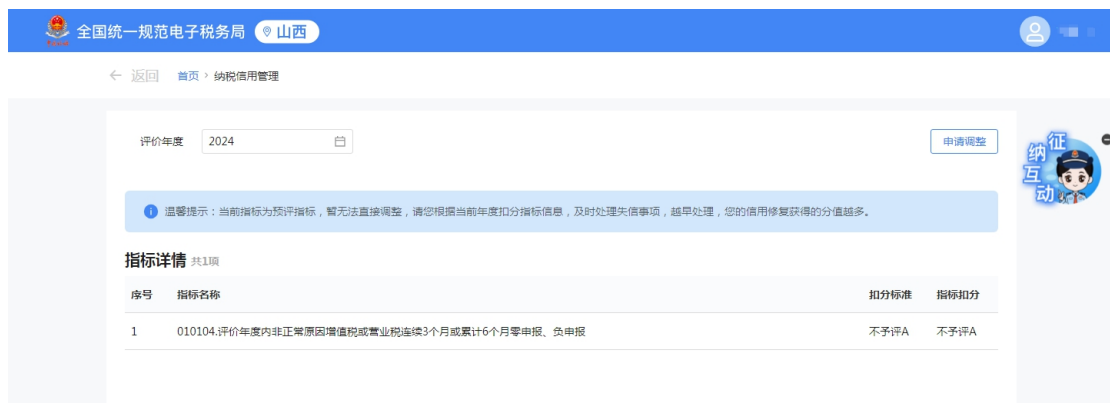 全国统一规范电子税务局 山西
← 返回 首页 > 纳税信用管理
评价年度 2024 申请调整
征纳互动
温馨提示：当前指标为预评指标，暂无法直接调整，请您根据当前年度扣分指标信息，及时处理失信事项，越早处理，您的信用修复获得的分值越多。
指标详情 共1项
序号 指标名称 扣分标准 指标扣分
1 010104.评价年度内非正常原因增值税或营业税连续3个月或累计6个月零申报、负申报 不予评A 不予评A